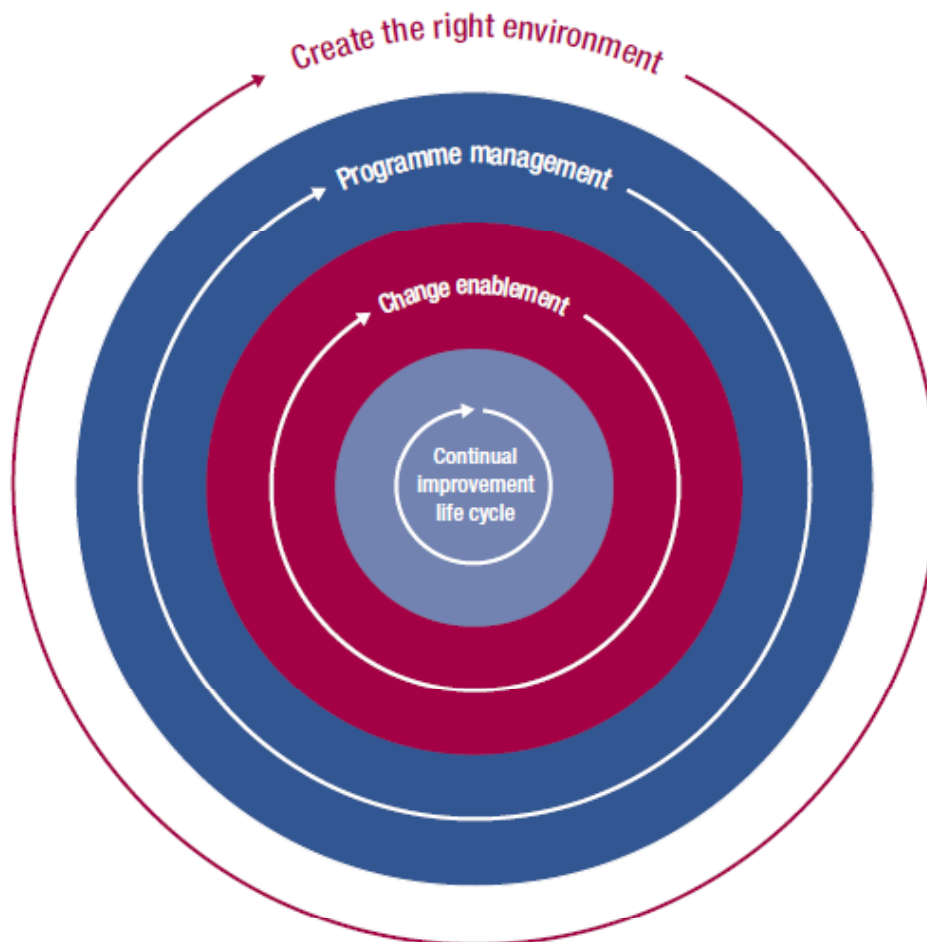 Create the right environment
Programme management
Change enablement
Continual
improvement
life cycle